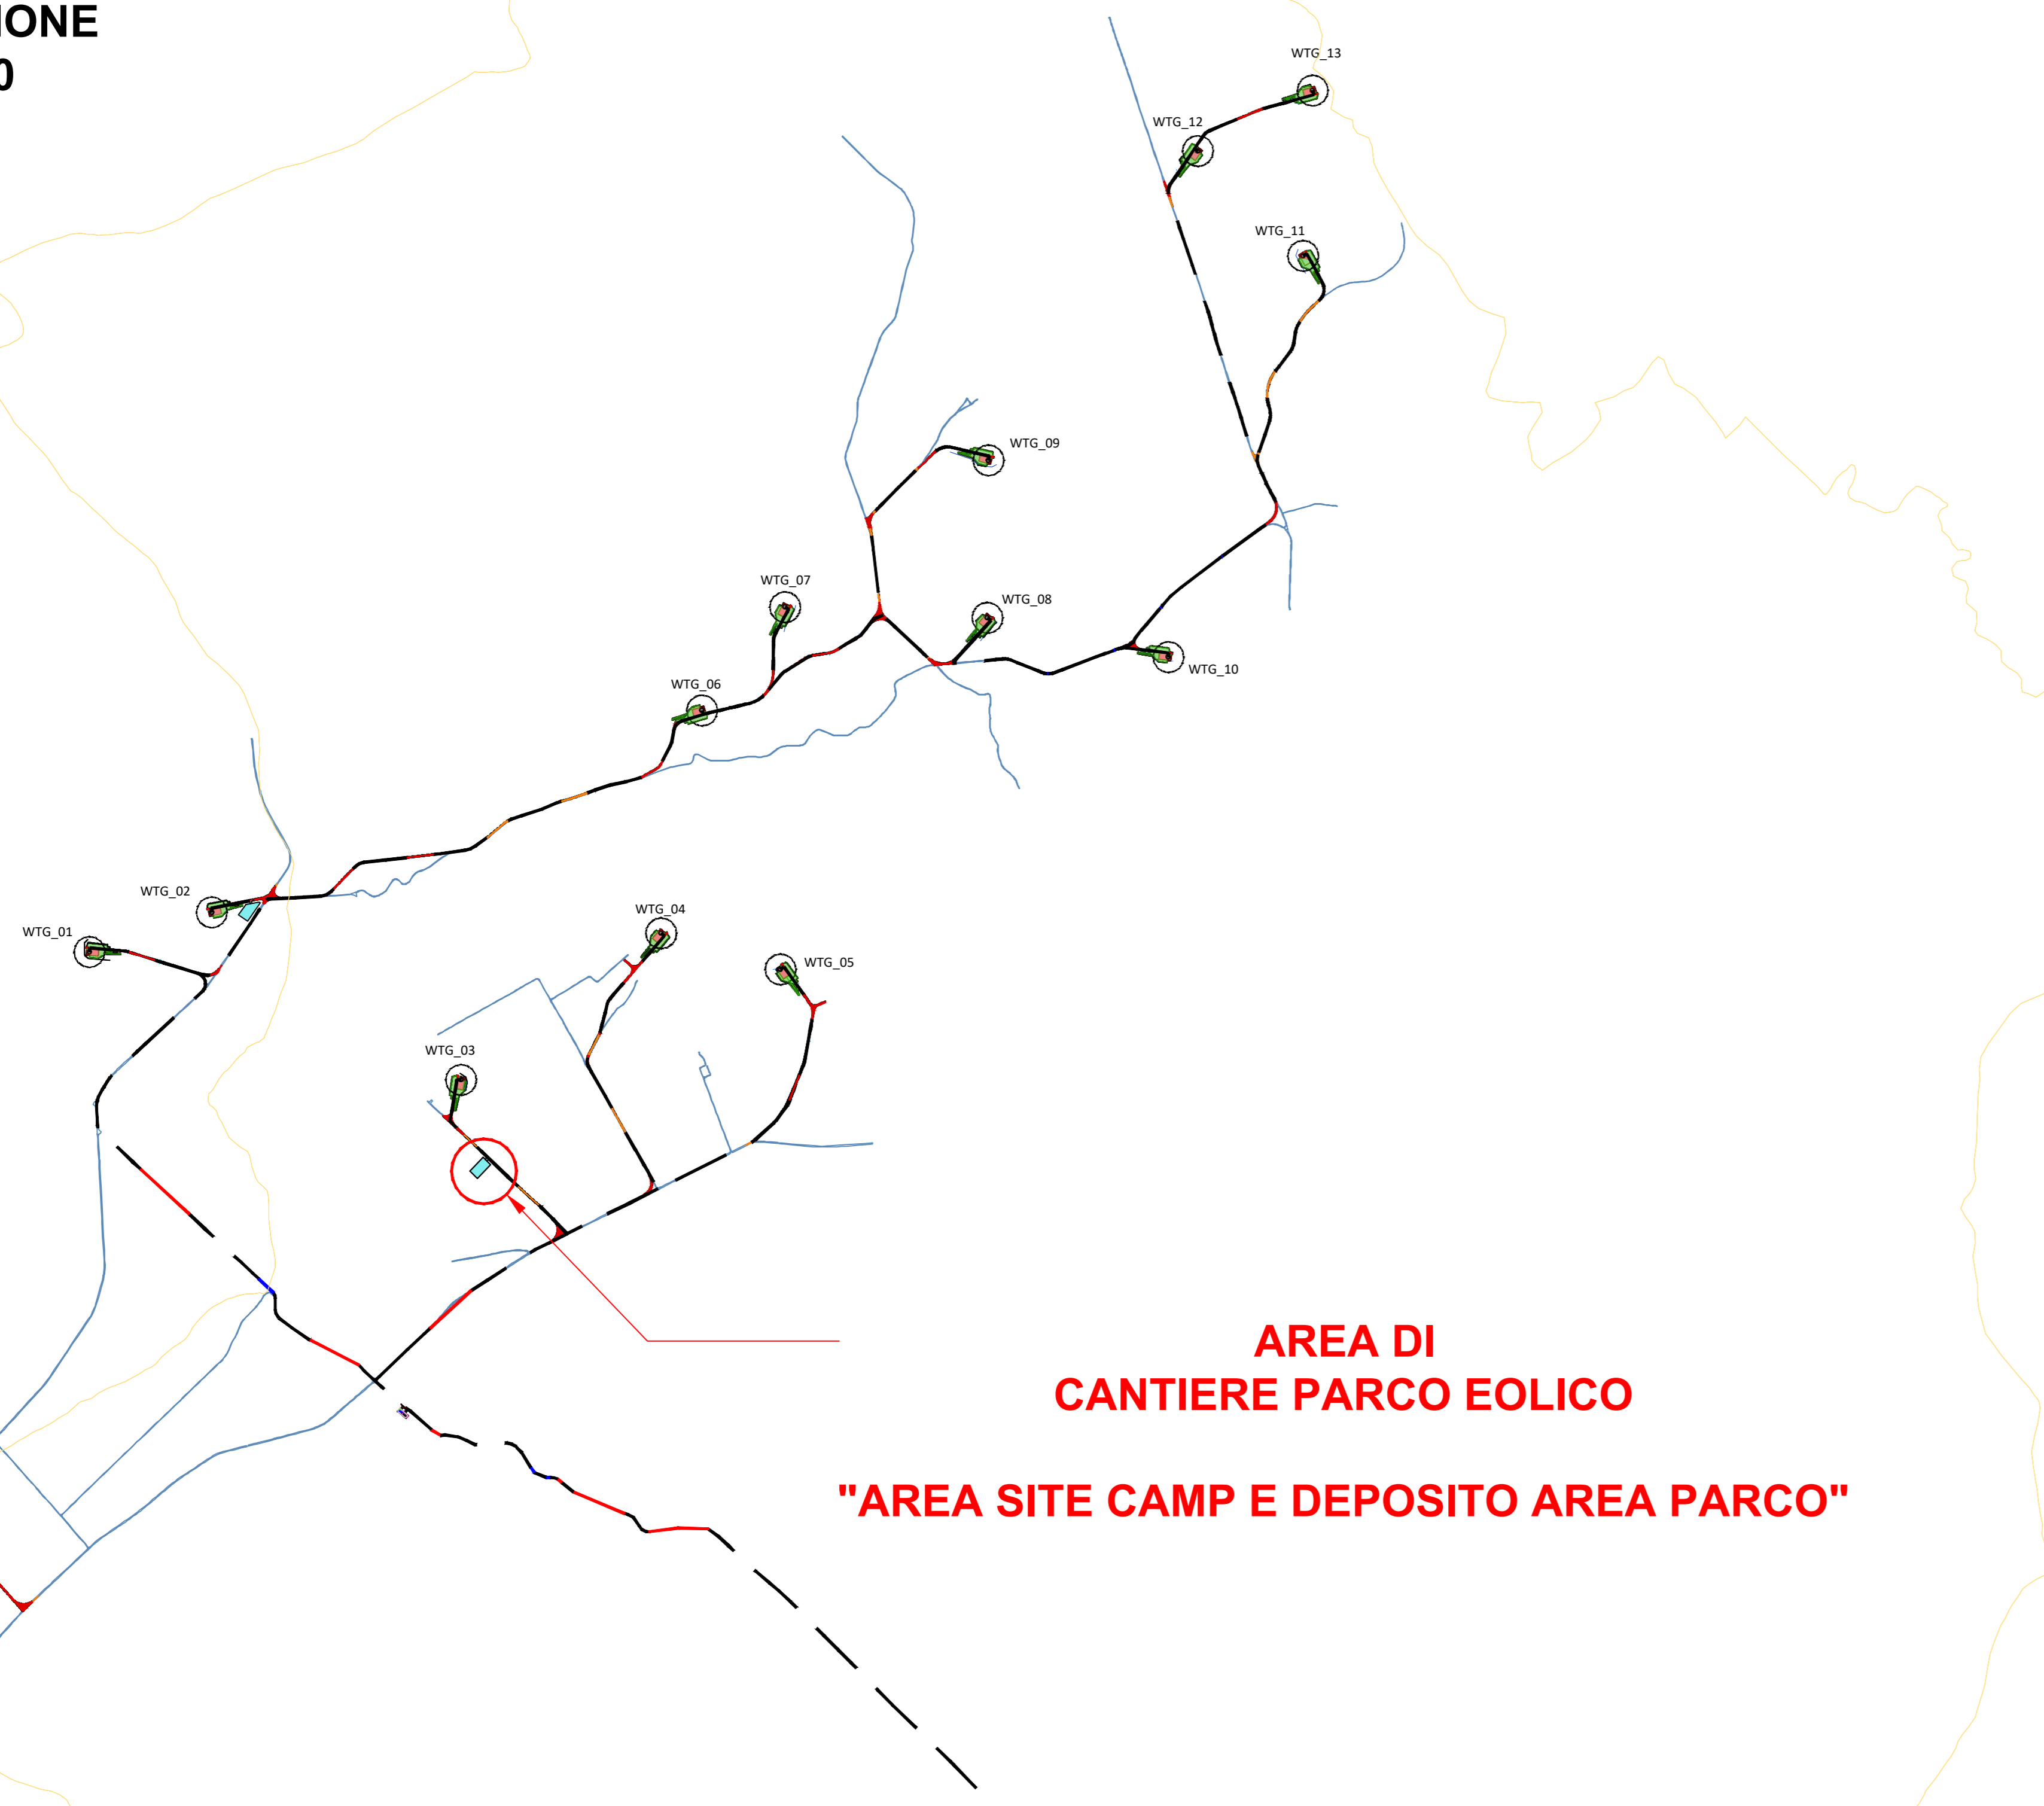 IONE
0
WTG_13
WTG_12
WTG_11
WTG_09
WTG_07
WTG_08
WTG_10
WTG_06
WTG_02
WTG_01
WTG_04
WTG_05
WTG_03
AREA DI
CANTIERE PARCO EOLICO
"AREA SITE CAMP E DEPOSITO AREA PARCO"